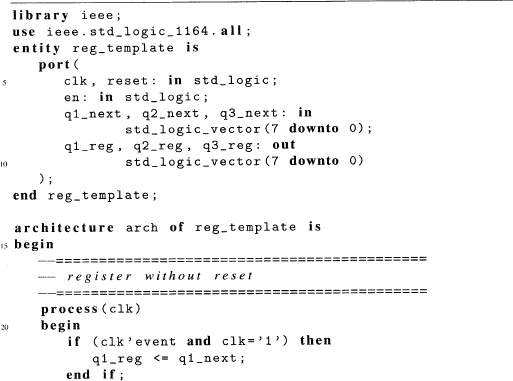 library ieee;
use ieee.std_logic_1164.all;
entity reg_template is
port(
5 clk, reset: in std_logic;
en: in std_logic;
q1_next, q2_next, q3_next: in
std_logic_vector(7 downto 0);
q1_reg, q2_reg, q3_reg: out
10 std_logic_vector(7 downto 0)
);
end reg_template;
architecture arch of reg_template is
15 begin
--==========================================
-- register without reset
--==========================================
process(clk)
20 begin
if (clk'event and clk='1') then
q1_reg <= q1_next;
end if;